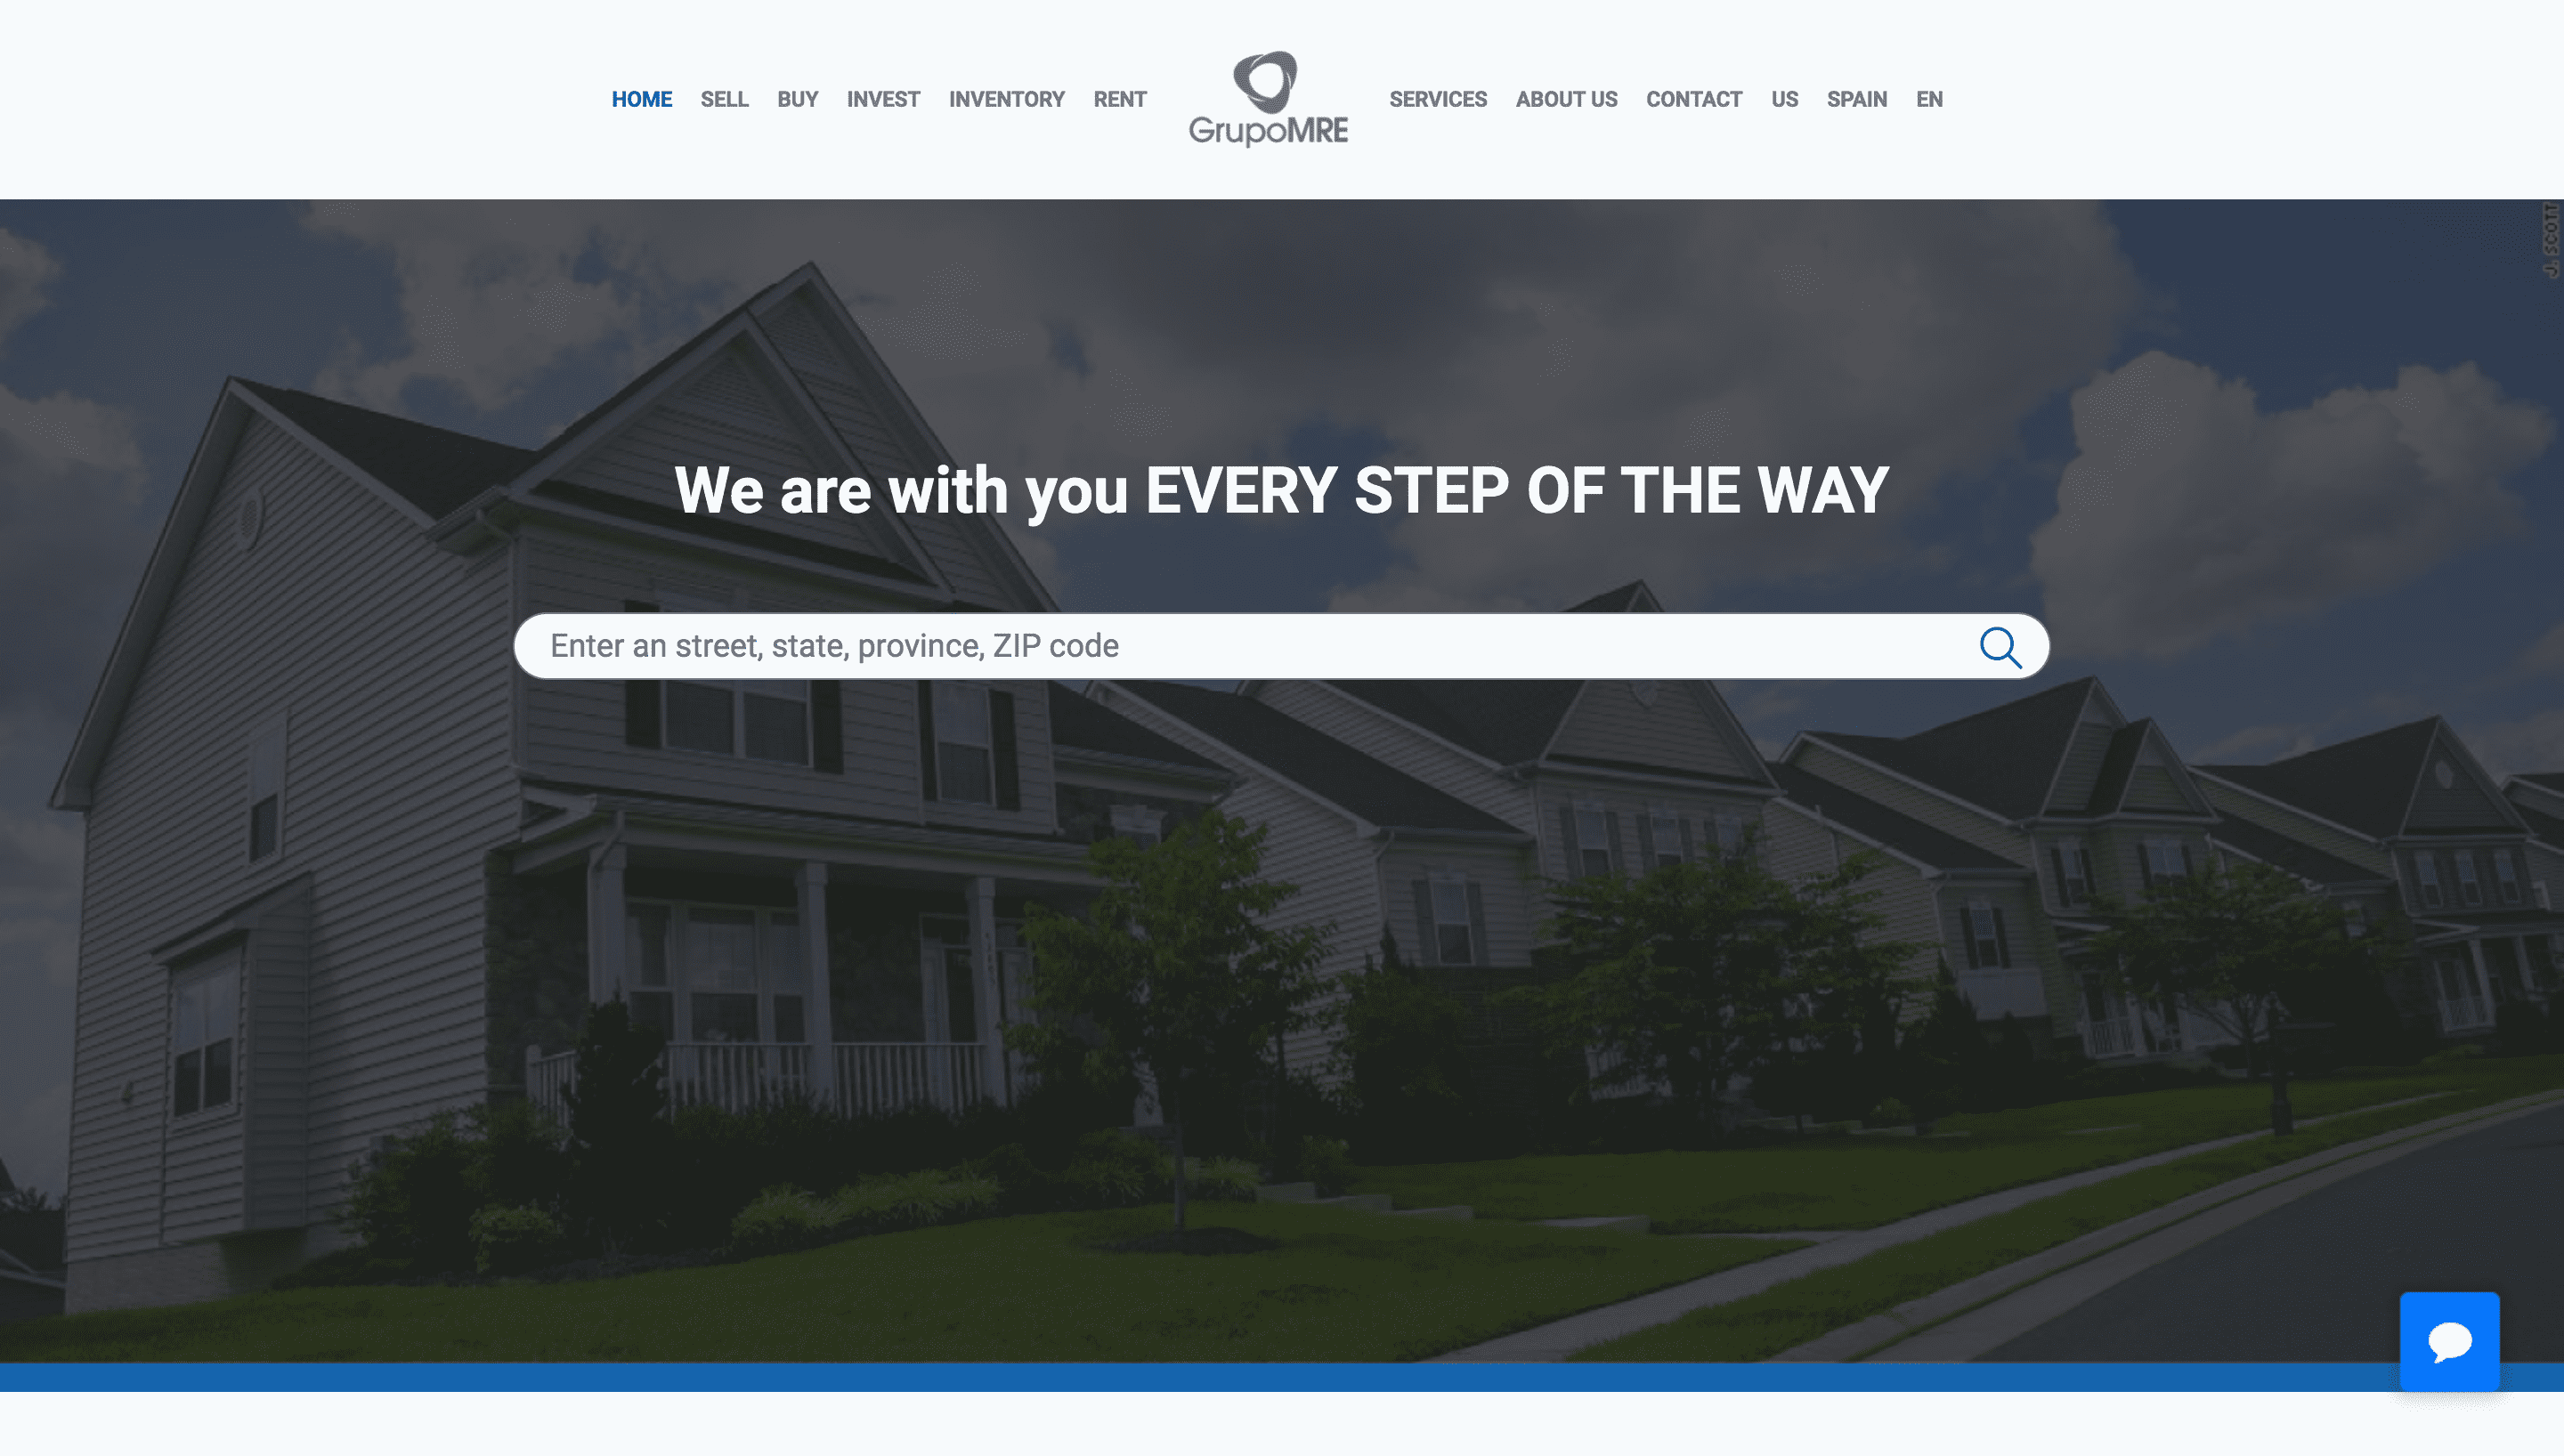 HOME SELL BUY INVEST INVENTORY RENT GrupoMRE SERVICES ABOUT US CONTACT US SPAIN EN
J. SCOTT
We are with you EVERY STEP OF THE WAY
Enter an street, state, province, ZIP code